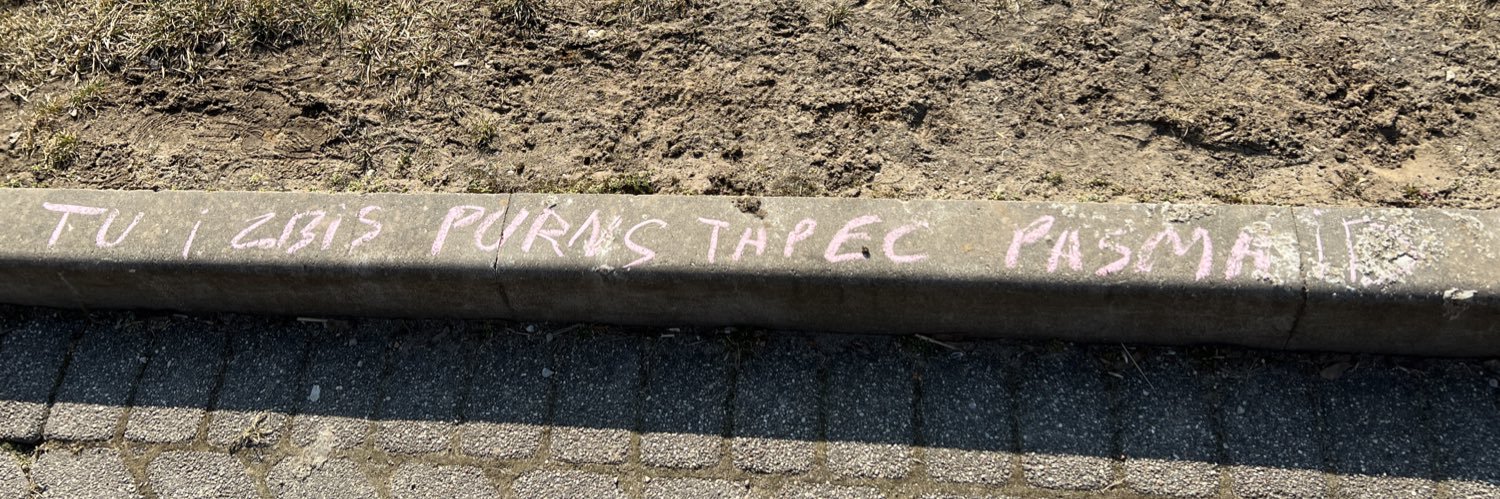 TU i ZBiS PURNS TAPEC PASMA